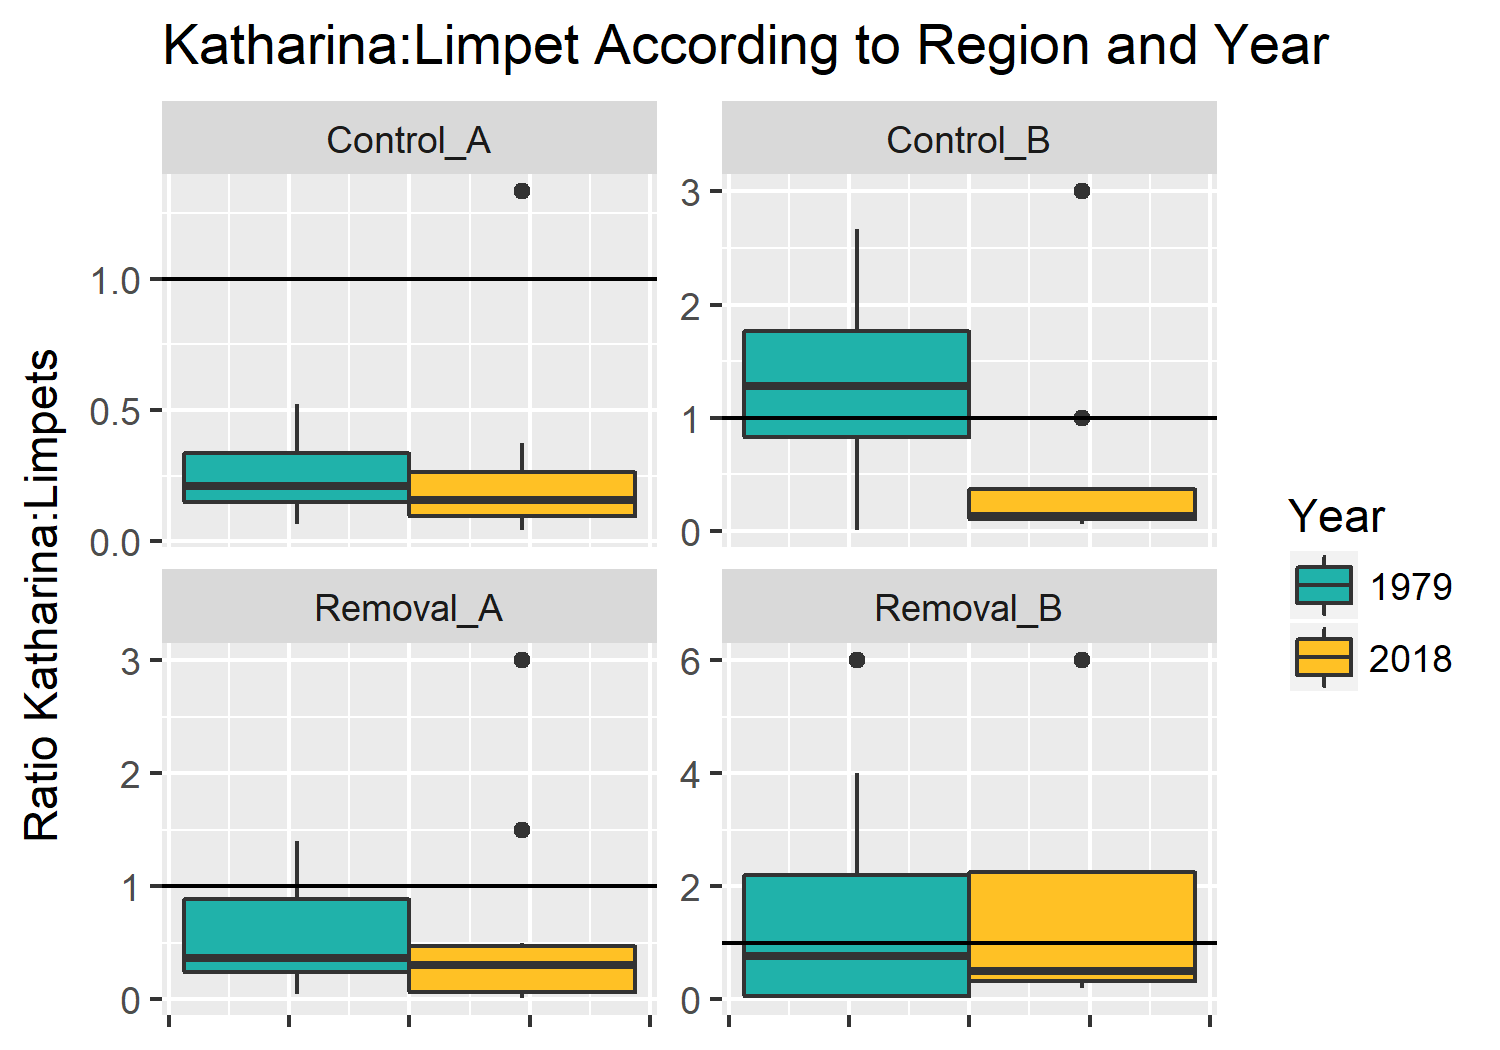 Katharina:Limpet According to Region and Year
Control_A
Control_B
1.0
0.5
0.0
3
2
1
0
Removal_A
Removal_B
3
2
1
0
6
4
2
0
Ratio Katharina:Limpets
Year
1979
2018